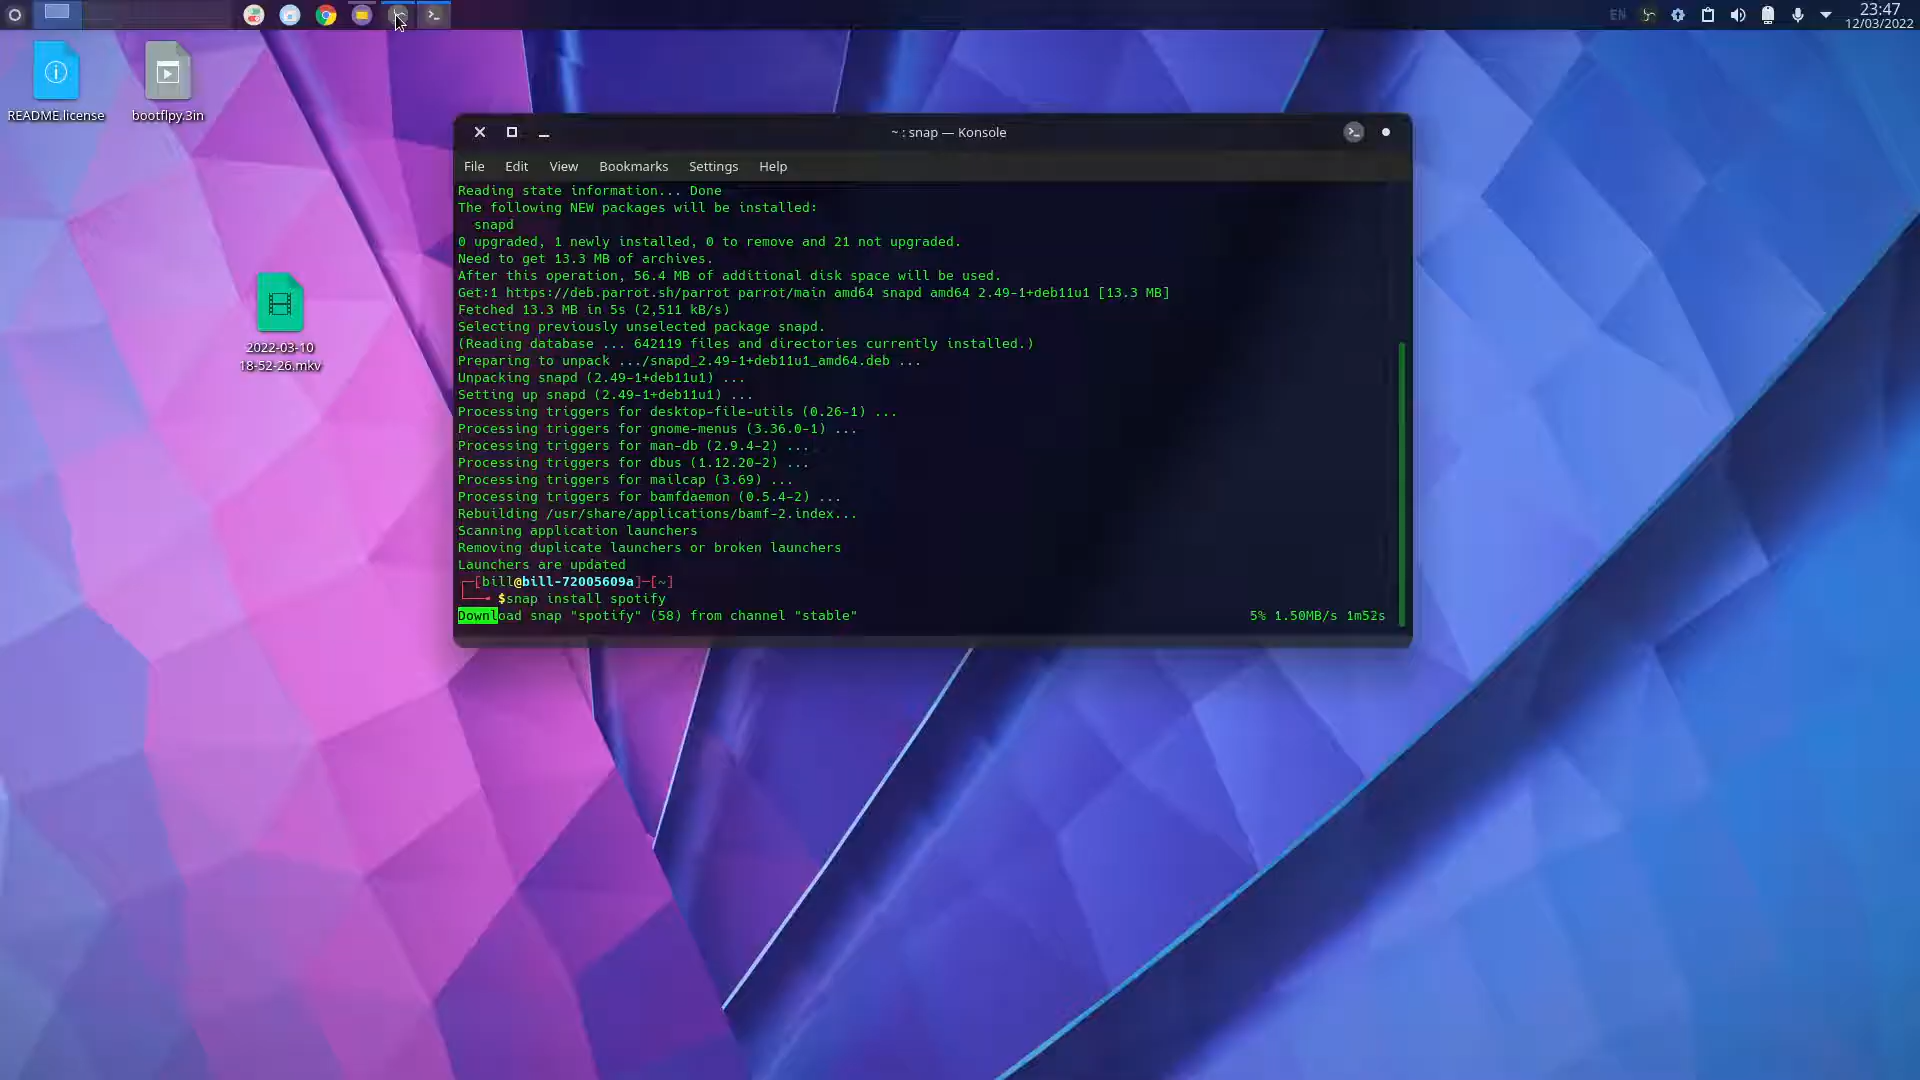 EN
23:47
12/03/2022
README.license
bootflpy.3in
2022-03-10
18-52-26.mkv
~ : snap — Konsole
File Edit View Bookmarks Settings Help
Reading state information... Done
The following NEW packages will be installed:
snapd
0 upgraded, 1 newly installed, 0 to remove and 21 not upgraded.
Need to get 13.3 MB of archives.
After this operation, 56.4 MB of additional disk space will be used.
Get:1 https://deb.parrot.sh/parrot parrot/main amd64 snapd amd64 2.49-1+deb11u1 [13.3 MB]
Fetched 13.3 MB in 5s (2,511 kB/s)
Selecting previously unselected package snapd.
(Reading database ... 642119 files and directories currently installed.)
Preparing to unpack .../snapd_2.49-1+deb11u1_amd64.deb ...
Unpacking snapd (2.49-1+deb11u1) ...
Setting up snapd (2.49-1+deb11u1) ...
Processing triggers for desktop-file-utils (0.26-1) ...
Processing triggers for gnome-menus (3.36.0-1) ...
Processing triggers for man-db (2.9.4-2) ...
Processing triggers for dbus (1.12.20-2) ...
Processing triggers for mailcap (3.69) ...
Processing triggers for bamfdaemon (0.5.4-2) ...
Rebuilding /usr/share/applications/bamf-2.index...
Scanning application launchers
Removing duplicate launchers or broken launchers
Launchers are updated
┌─[bill@bill-72005609a]─[~]
└──╼ $snap install spotify
Download snap "spotify" (58) from channel "stable" 5% 1.50MB/s 1m52s